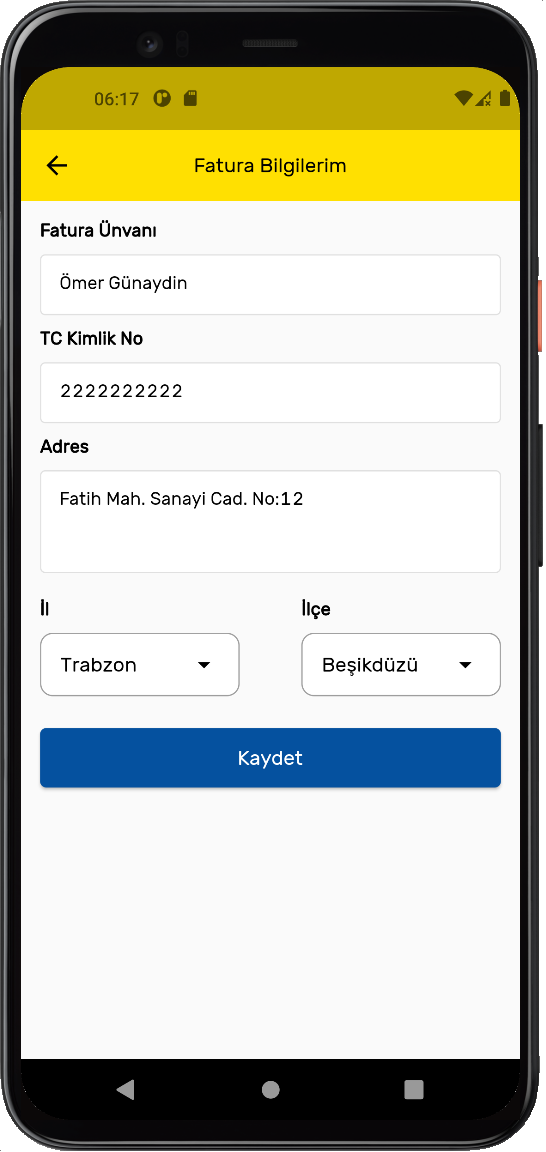 06:17
Fatura Bilgilerim
Fatura Ünvanı
Ömer Günaydin
TC Kimlik No
2222222222
Adres
Fatih Mah. Sanayi Cad. No:12
İl İlçe
Trabzon Beşikdüzü
Kaydet